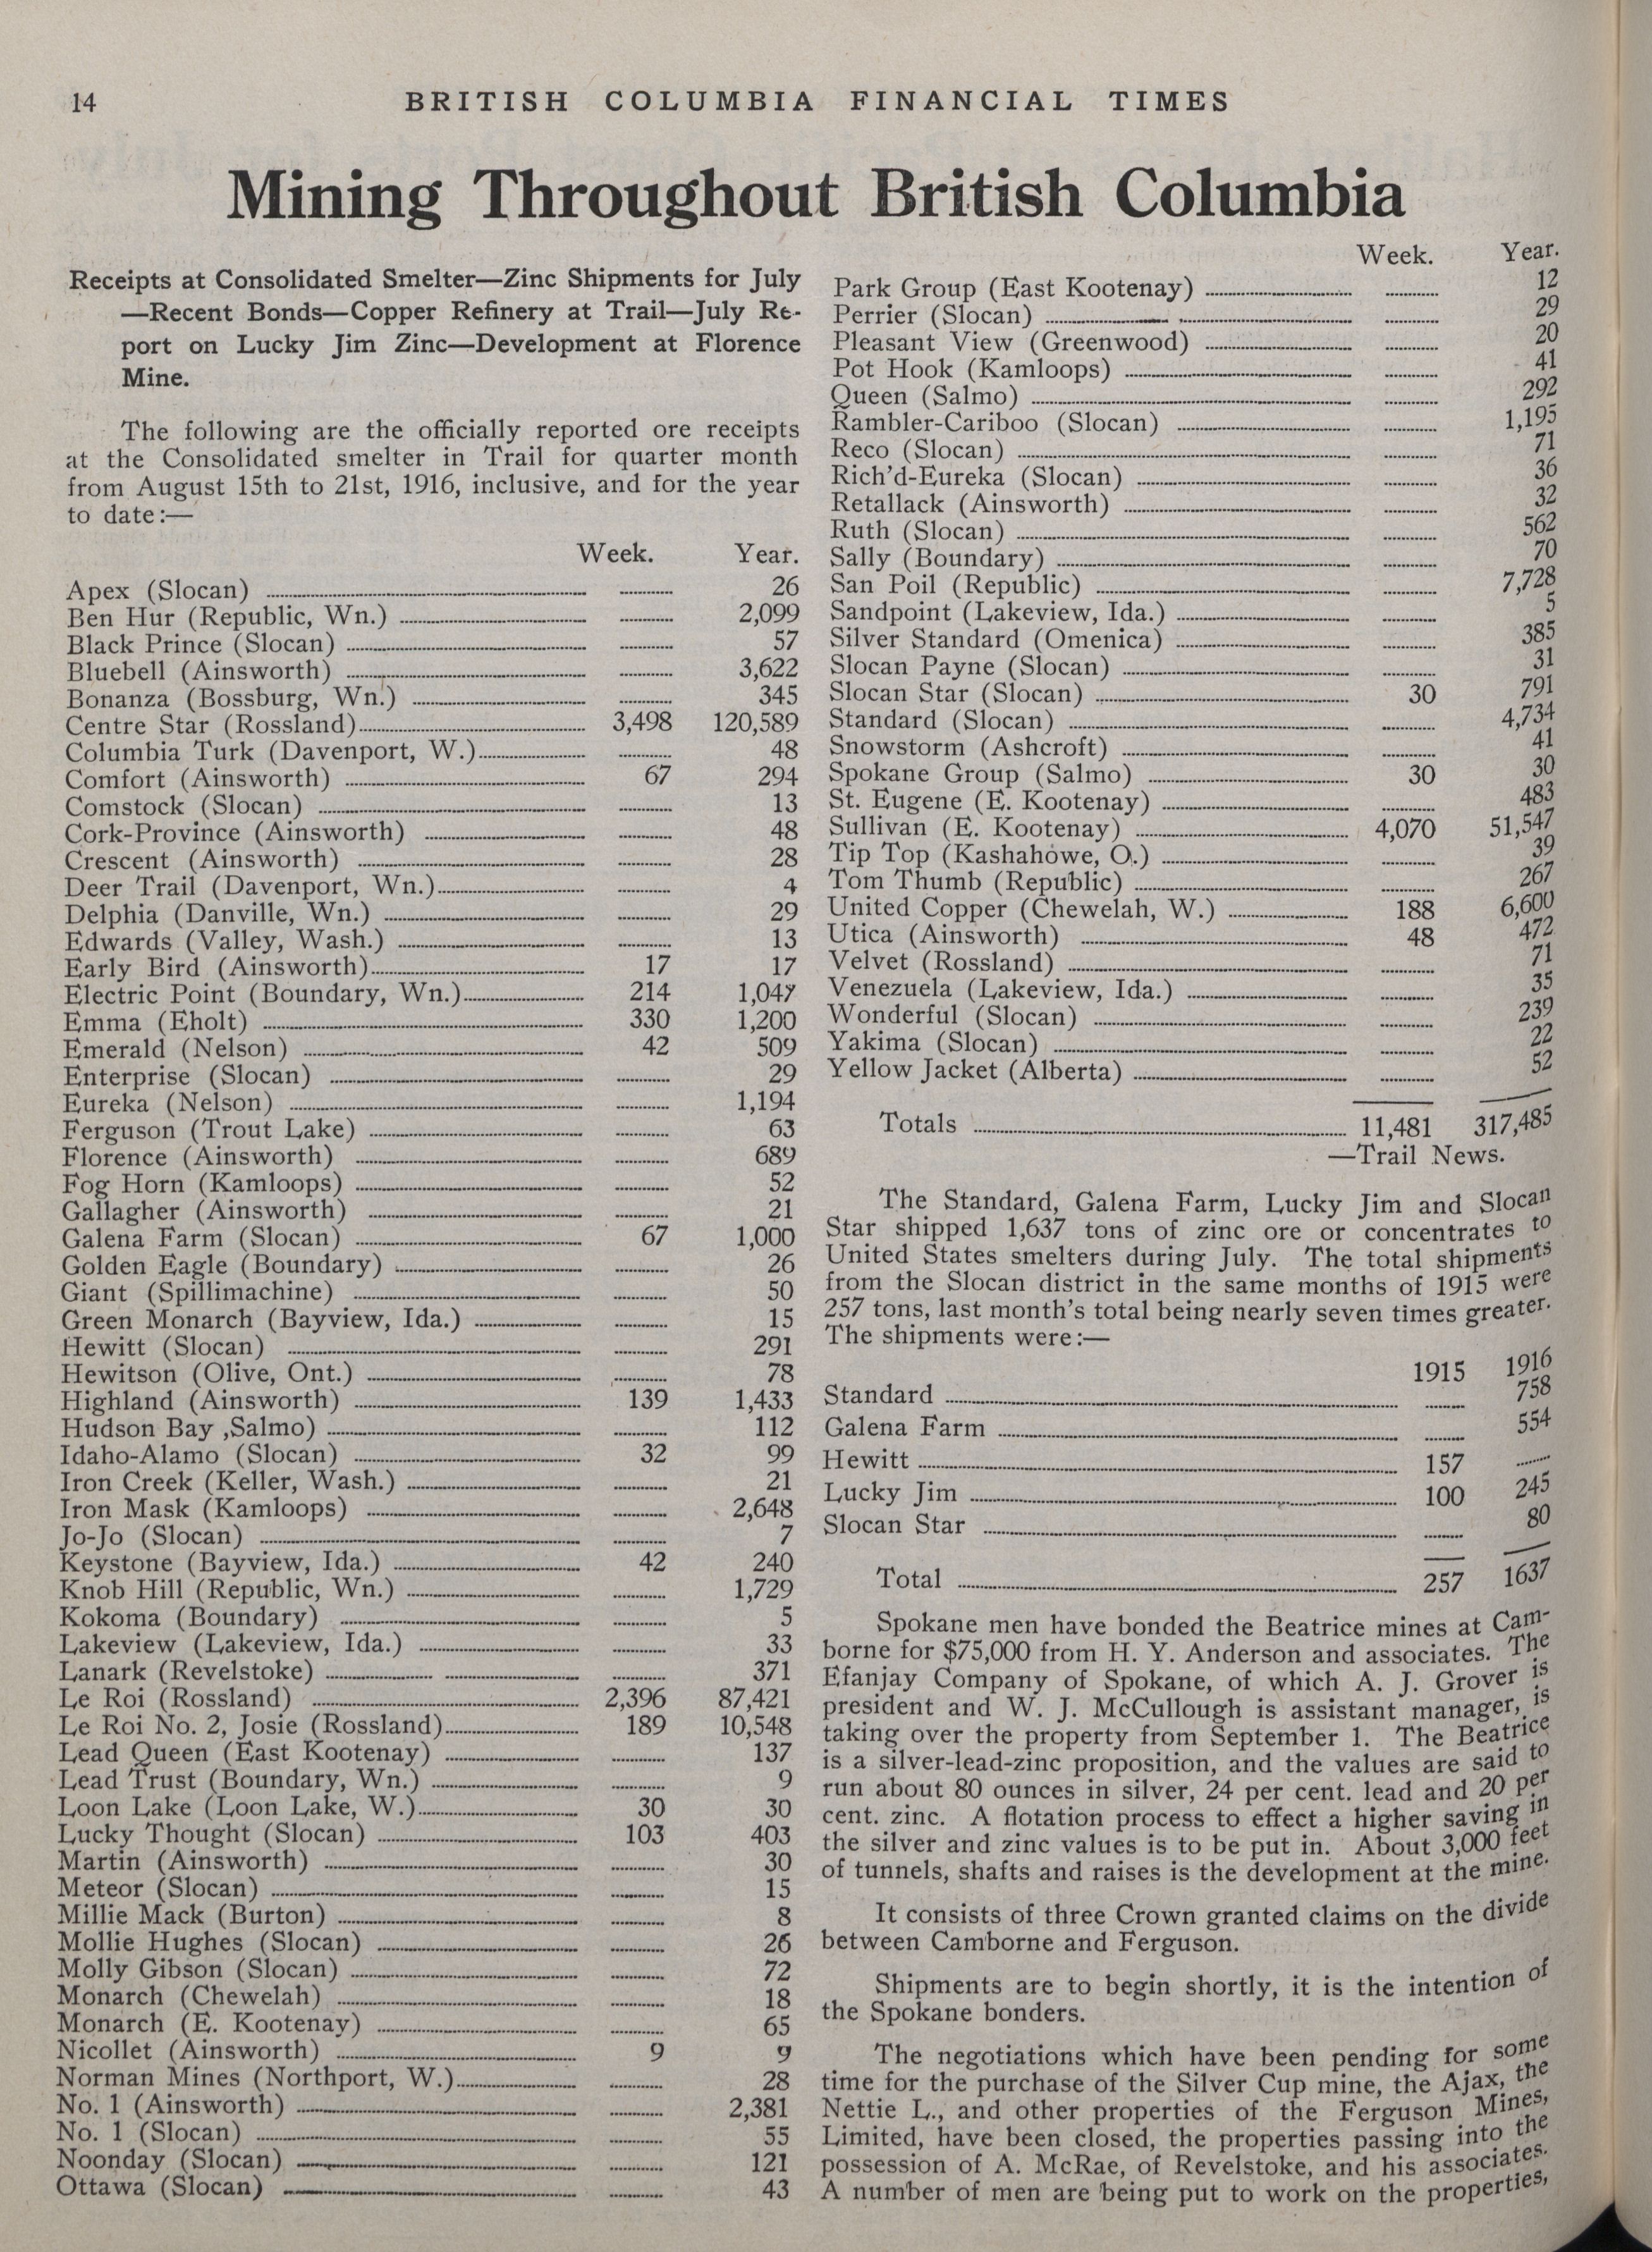 14 BRITISH COLUMBIA FINANCIAL TIMES
Mining Throughout British Columbia
Receipts at Consolidated Smelter—Zinc Shipments for July
—Recent Bonds—Copper Refinery at Trail—July Re-
port on Lucky Jim Zinc—Development at Florence
Mine.
The following are the officially reported ore receipts
at the Consolidated smelter in Trail for quarter month
from August 15th to 21st, 1916, inclusive, and for the year
to date:—
Week. Year.
Apex (Slocan) ........ ........ 26
Ben Hur (Republic, Wn.) ........ ........ 2,099
Black Prince (Slocan) ........ ........ 57
Bluebell (Ainsworth) ........ ........ 3,622
Bonanza (Bossburg, Wn.) ........ ........ 345
Centre Star (Rossland)........ 3,498 120,589
Columbia Turk (Davenport, W.)........ ........ 48
Comfort (Ainsworth) ........ 67 294
Comstock (Slocan) ........ ........ 13
Cork-Province (Ainsworth) ........ ........ 48
Crescent (Ainsworth) ........ ........ 28
Deer Trail (Davenport, Wn.)........ ........ 4
Delphia (Danville, Wn.) ........ ........ 29
Edwards (Valley, Wash.) ........ ........ 13
Early Bird (Ainsworth)........ 17 17
Electric Point (Boundary, Wn.)........ 214 1,047
Emma (Eholt) ........ 330 1,200
Emerald (Nelson) ........ 42 509
Enterprise (Slocan) ........ ........ 29
Eureka (Nelson) ........ ........ 1,194
Ferguson (Trout Lake) ........ ........ 63
Florence (Ainsworth) ........ ........ 689
Fog Horn (Kamloops) ........ ........ 52
Gallagher (Ainsworth) ........ ........ 21
Galena Farm (Slocan) ........ 67 1,000
Golden Eagle (Boundary) ........ ........ 26
Giant (Spillimachine) ........ ........ 50
Green Monarch (Bayview, Ida.) ........ ........ 15
Hewitt (Slocan) ........ ........ 291
Hewitson (Olive, Ont.) ........ ........ 78
Highland (Ainsworth) ........ 139 1,433
Hudson Bay ,Salmo) ........ ........ 112
Idaho-Alamo (Slocan) ........ 32 99
Iron Creek (Keller, Wash.) ........ ........ 21
Iron Mask (Kamloops) ........ ........ 2,648
Jo-Jo (Slocan) ........ ........ 7
Keystone (Bayview, Ida.) ........ 42 240
Knob Hill (Republic, Wn.) ........ ........ 1,729
Kokoma (Boundary) ........ ........ 5
Lakeview (Lakeview, Ida.) ........ ........ 33
Lanark (Revelstoke) ........ ........ 371
Le Roi (Rossland) ........ 2,396 87,421
Le Roi No. 2, Josie (Rossland)........ 189 10,548
Lead Queen (East Kootenay) ........ ........ 137
Lead Trust (Boundary, Wn.) ........ ........ 9
Loon Lake (Loon Lake, W.)........ 30 30
Lucky Thought (Slocan) ........ 103 403
Martin (Ainsworth) ........ ........ 30
Meteor (Slocan) ........ ........ 15
Millie Mack (Burton) ........ ........ 8
Mollie Hughes (Slocan) ........ ........ 26
Molly Gibson (Slocan) ........ ........ 72
Monarch (Chewelah) ........ ........ 18
Monarch (E. Kootenay) ........ ........ 65
Nicollet (Ainsworth) ........ 9 9
Norman Mines (Northport, W.)........ ........ 28
No. 1 (Ainsworth) ........ ........ 2,381
No. 1 (Slocan) ........ ........ 55
Noonday (Slocan) ........ ........ 121
Ottawa (Slocan) ........ ........ 43
Week. Year.
Park Group (East Kootenay) ........ ........ 12
Perrier (Slocan) ........ ........ 29
Pleasant View (Greenwood) ........ ........ 20
Pot Hook (Kamloops) ........ ........ 41
Queen (Salmo) ........ ........ 292
Rambler-Cariboo (Slocan) ........ ........ 1,195
Reco (Slocan) ........ ........ 71
Rich'd-Eureka (Slocan) ........ ........ 36
Retallack (Ainsworth) ........ ........ 32
Ruth (Slocan) ........ ........ 562
Sally (Boundary) ........ ........ 70
San Poil (Republic) ........ ........ 7,728
Sandpoint (Lakeview, Ida.) ........ ........ 5
Silver Standard (Omenica) ........ ........ 385
Slocan Payne (Slocan) ........ ........ 31
Slocan Star (Slocan) ........ 30 791
Standard (Slocan) ........ ........ 4,734
Snowstorm (Ashcroft) ........ ........ 41
Spokane Group (Salmo) ........ 30 30
St. Eugene (E. Kootenay) ........ ........ 483
Sullivan (E. Kootenay) ........ 4,070 51,547
Tip Top (Kashahowe, O.) ........ ........ 39
Tom Thumb (Republic) ........ ........ 267
United Copper (Chewelah, W.) ........ 188 6,600
Utica (Ainsworth) ........ 48 472
Velvet (Rossland) ........ ........ 71
Venezuela (Lakeview, Ida.) ........ ........ 35
Wonderful (Slocan) ........ ........ 239
Yakima (Slocan) ........ ........ 22
Yellow Jacket (Alberta) ........ ........ 52
Totals ........ 11,481 317,485
—Trail News.
The Standard, Galena Farm, Lucky Jim and Slocan
Star shipped 1,637 tons of zinc ore or concentrates to
United States smelters during July. The total shipments
from the Slocan district in the same months of 1915 were
257 tons, last month's total being nearly seven times greater.
The shipments were:—
1915 1916
Standard ........ ........ 758
Galena Farm ........ ........ 554
Hewitt ........ 157 ........
Lucky Jim ........ 100 245
Slocan Star ........ ........ 80
Total ........ 257 1637
Spokane men have bonded the Beatrice mines at Cam-
borne for $75,000 from H. Y. Anderson and associates. The
Efanjay Company of Spokane, of which A. J. Grover is
president and W. J. McCullough is assistant manager, is
taking over the property from September 1. The Beatrice
is a silver-lead-zinc proposition, and the values are said to
run about 80 ounces in silver, 24 per cent. lead and 20 per
cent. zinc. A flotation process to effect a higher saving in
the silver and zinc values is to be put in. About 3,000 feet
of tunnels, shafts and raises is the development at the mine.
It consists of three Crown granted claims on the divide
between Camborne and Ferguson.
Shipments are to begin shortly, it is the intention of
the Spokane bonders.
The negotiations which have been pending for some
time for the purchase of the Silver Cup mine, the Ajax, the
Nettie L., and other properties of the Ferguson Mines,
Limited, have been closed, the properties passing into the
possession of A. McRae, of Revelstoke, and his associates.
A number of men are being put to work on the properties,